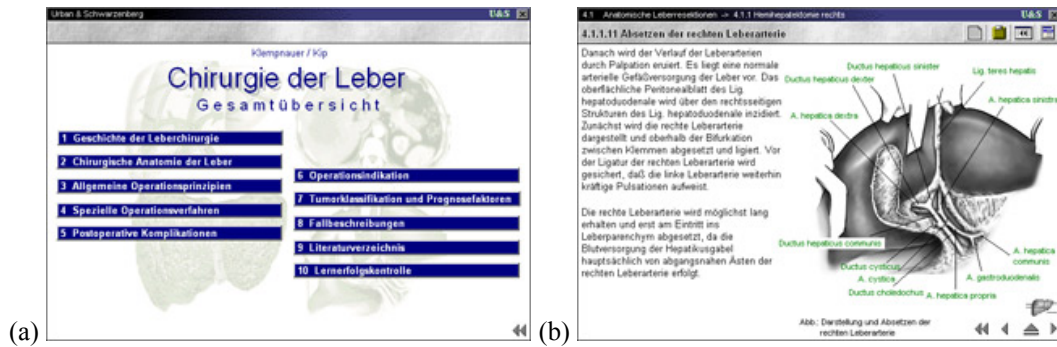 Urban & Schwarzenberg
U&S
Klempnauer / Kip
Chirurgie der Leber
Gesamtübersicht
1 Geschichte der Leberchirurgie
2 Chirurgische Anatomie der Leber
3 Allgemeine Operationsprinzipien
4 Spezielle Operationsverfahren
5 Postoperative Komplikationen
6 Operationsindikation
7 Tumorklassifikation und Prognosefaktoren
8 Fallbeschreibungen
9 Literaturverzeichnis
10 Lernerfolgskontrolle
(a)
4.1 Anatomische Leberresektionen -> 4.1.1 Hemihepatektomie rechts
U&S
4.1.1.11 Absetzen der rechten Leberarterie
Danach wird der Verlauf der Leberarterien
durch Palpation eruiert. Es liegt eine normale
arterielle Gefäßversorgung der Leber vor. Das
oberflächliche Peritonealblatt des Lig.
hepatoduodenale wird über den rechtsseitigen
Strukturen des Lig. hepatoduodenale inzidiert.
Zunächst wird die rechte Leberarterie
dargestellt und oberhalb der Bifurkation
zwischen Klemmen abgesetzt und ligiert. Vor
der Ligatur der rechten Leberarterie wird
gesichert, daß die linke Leberarterie weiterhin
kräftige Pulsationen aufweist.
Die rechte Leberarterie wird möglichst lang
erhalten und erst am Eintritt ins
Leberparenchym abgesetzt, da die
Blutversorgung der Hepatikusgabel
hauptsächlich von abgangsnahen Ästen der
rechten Leberarterie erfolgt.
Ductus hepaticus sinister
Ductus hepaticus dexter
Lig. teres hepatis
A. hepatica sinistra
A. hepatica dextra
Ductus hepaticus communis
Ductus cysticus
A. cystica
Ductus choledochus
A. hepatica propria
A. gastroduodenalis
A. hepatica
communis
Abb.: Darstellung und Absetzen der
rechten Leberarterie
(b)